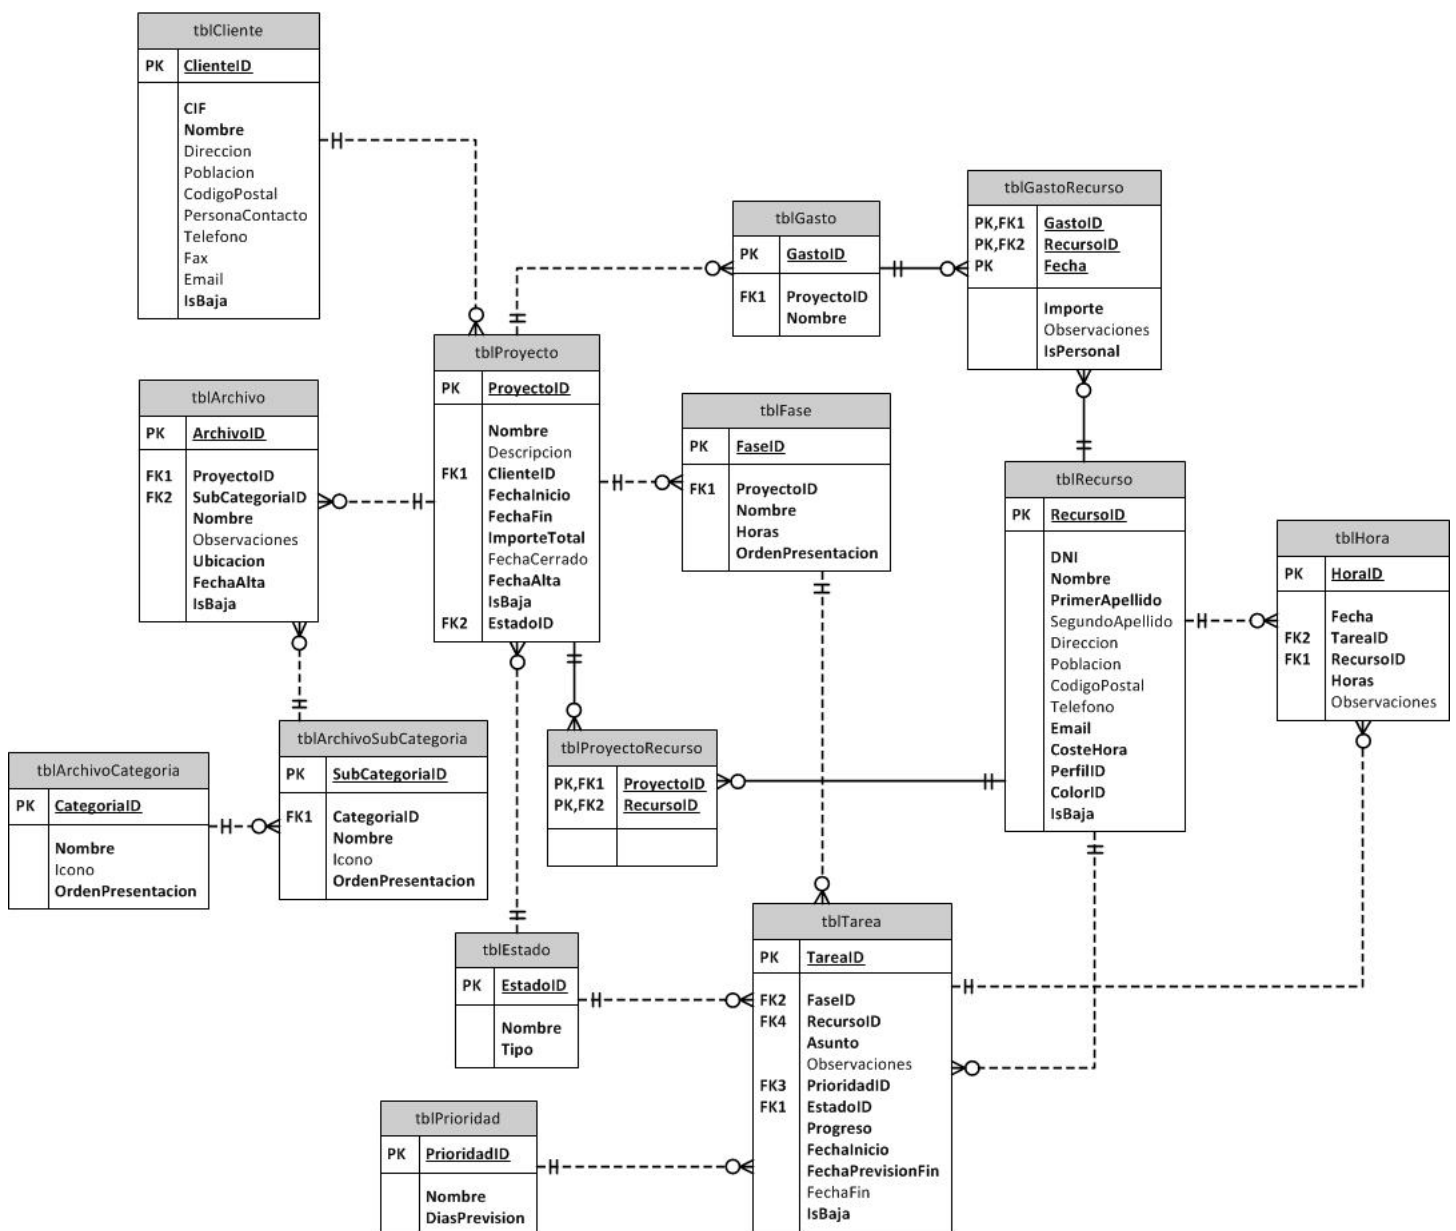 tblCliente
PK ClienteID
CIF
Nombre
Direccion
Poblacion
CodigoPostal
PersonaContacto
Telefono
Fax
Email
IsBaja
tblGasto
PK GastoID
FK1 ProyectoID
Nombre
tblGastoRecurso
PK,FK1 GastoID
PK,FK2 RecursoID
PK Fecha
Importe
Observaciones
IsPersonal
tblArchivo
PK ArchivoID
FK1 ProyectoID
FK2 SubCategoriaID
Nombre
Observaciones
Ubicacion
FechaAlta
IsBaja
tblProyecto
PK ProyectoID
Nombre
Descripcion
FK1 ClienteID
FechaInicio
FechaFin
ImporteTotal
FechaCerrado
FechaAlta
IsBaja
FK2 EstadoID
tblFase
PK FaseID
FK1 ProyectoID
Nombre
Horas
OrdenPresentacion
tblRecurso
PK RecursoID
DNI
Nombre
PrimerApellido
SegundoApellido
Direccion
Poblacion
CodigoPostal
Telefono
Email
CosteHora
PerfilID
ColorID
IsBaja
tblHora
PK HoraID
Fecha
FK2 TareaID
FK1 RecursoID
Horas
Observaciones
tblArchivoCategoria
PK CategoriaID
Nombre
Icono
OrdenPresentacion
tblArchivoSubCategoria
PK SubCategoriaID
FK1 CategoriaID
Nombre
Icono
OrdenPresentacion
tblProyectoRecurso
PK,FK1 ProyectoID
PK,FK2 RecursoID
tblEstado
PK EstadoID
Nombre
Tipo
tblTarea
PK TareaID
FK2 FaseID
FK4 RecursoID
Asunto
Observaciones
FK3 PrioridadID
FK1 EstadoID
Progreso
FechaInicio
FechaPrevisionFin
FechaFin
IsBaja
tblPrioridad
PK PrioridadID
Nombre
DiasPrevision